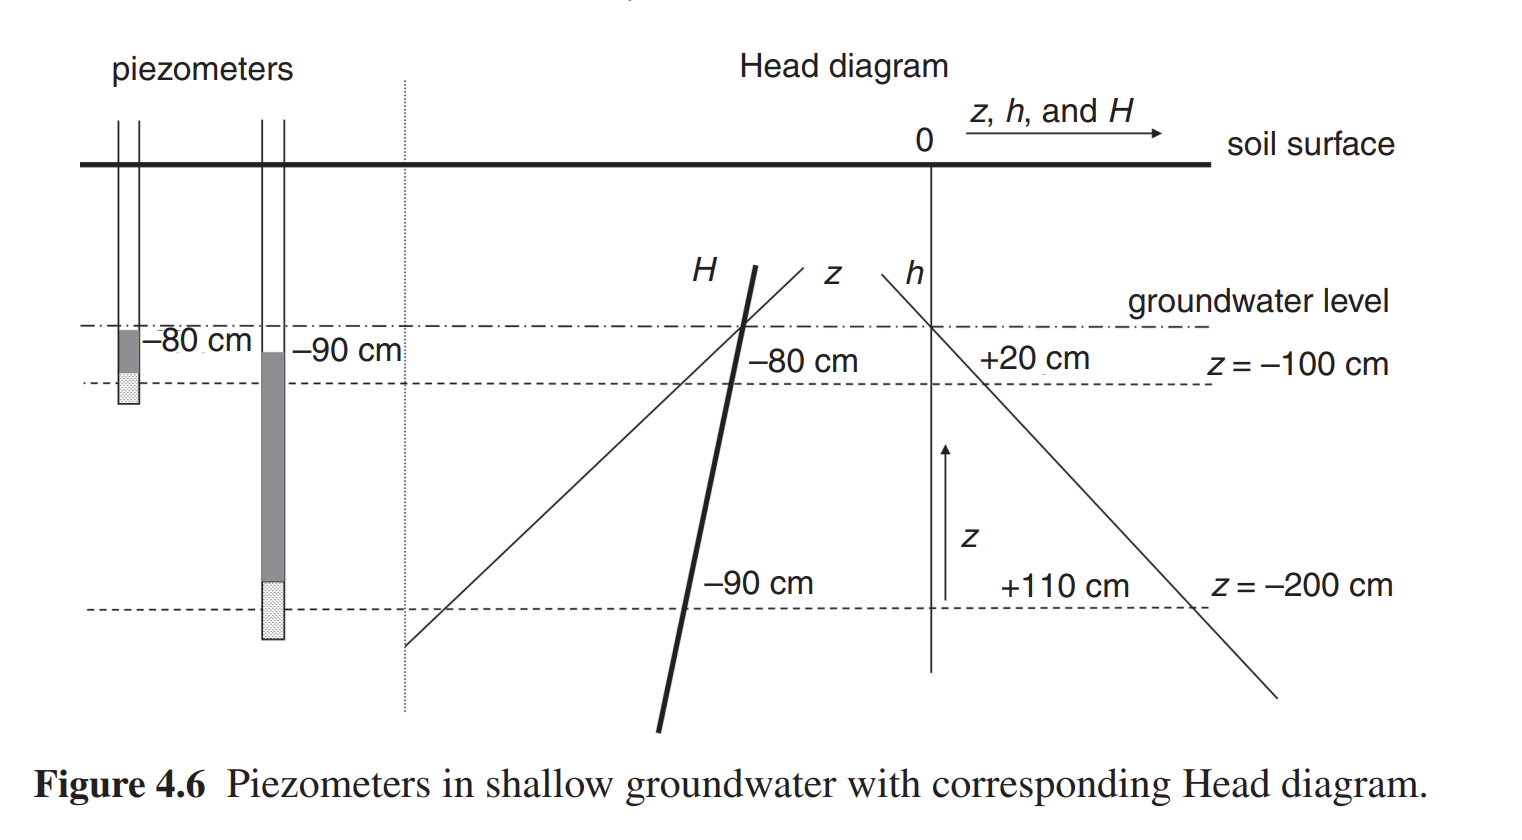 piezometers
Head diagram
z, h, and H
0
soil surface
H
z
h
groundwater level
–80 cm
–90 cm
–80 cm
+20 cm
z = –100 cm
z
–90 cm
+110 cm
z = –200 cm
Figure 4.6 Piezometers in shallow groundwater with corresponding Head diagram.